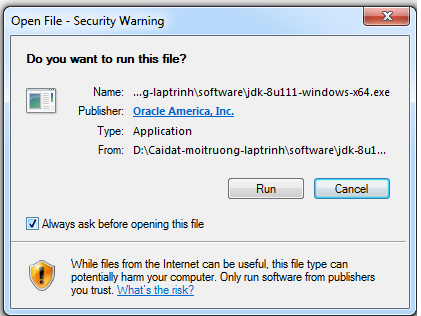 Open File - Security Warning
Do you want to run this file?
Name: ...g-laptrinh\software\jdk-8u111-windows-x64.exe
Publisher: Oracle America, Inc.
Type: Application
From: D:\Caidat-moitruong-laptrinh\software\jdk-8u1...
Run Cancel
Always ask before opening this file
While files from the Internet can be useful, this file type can
potentially harm your computer. Only run software from publishers
you trust. What's the risk?